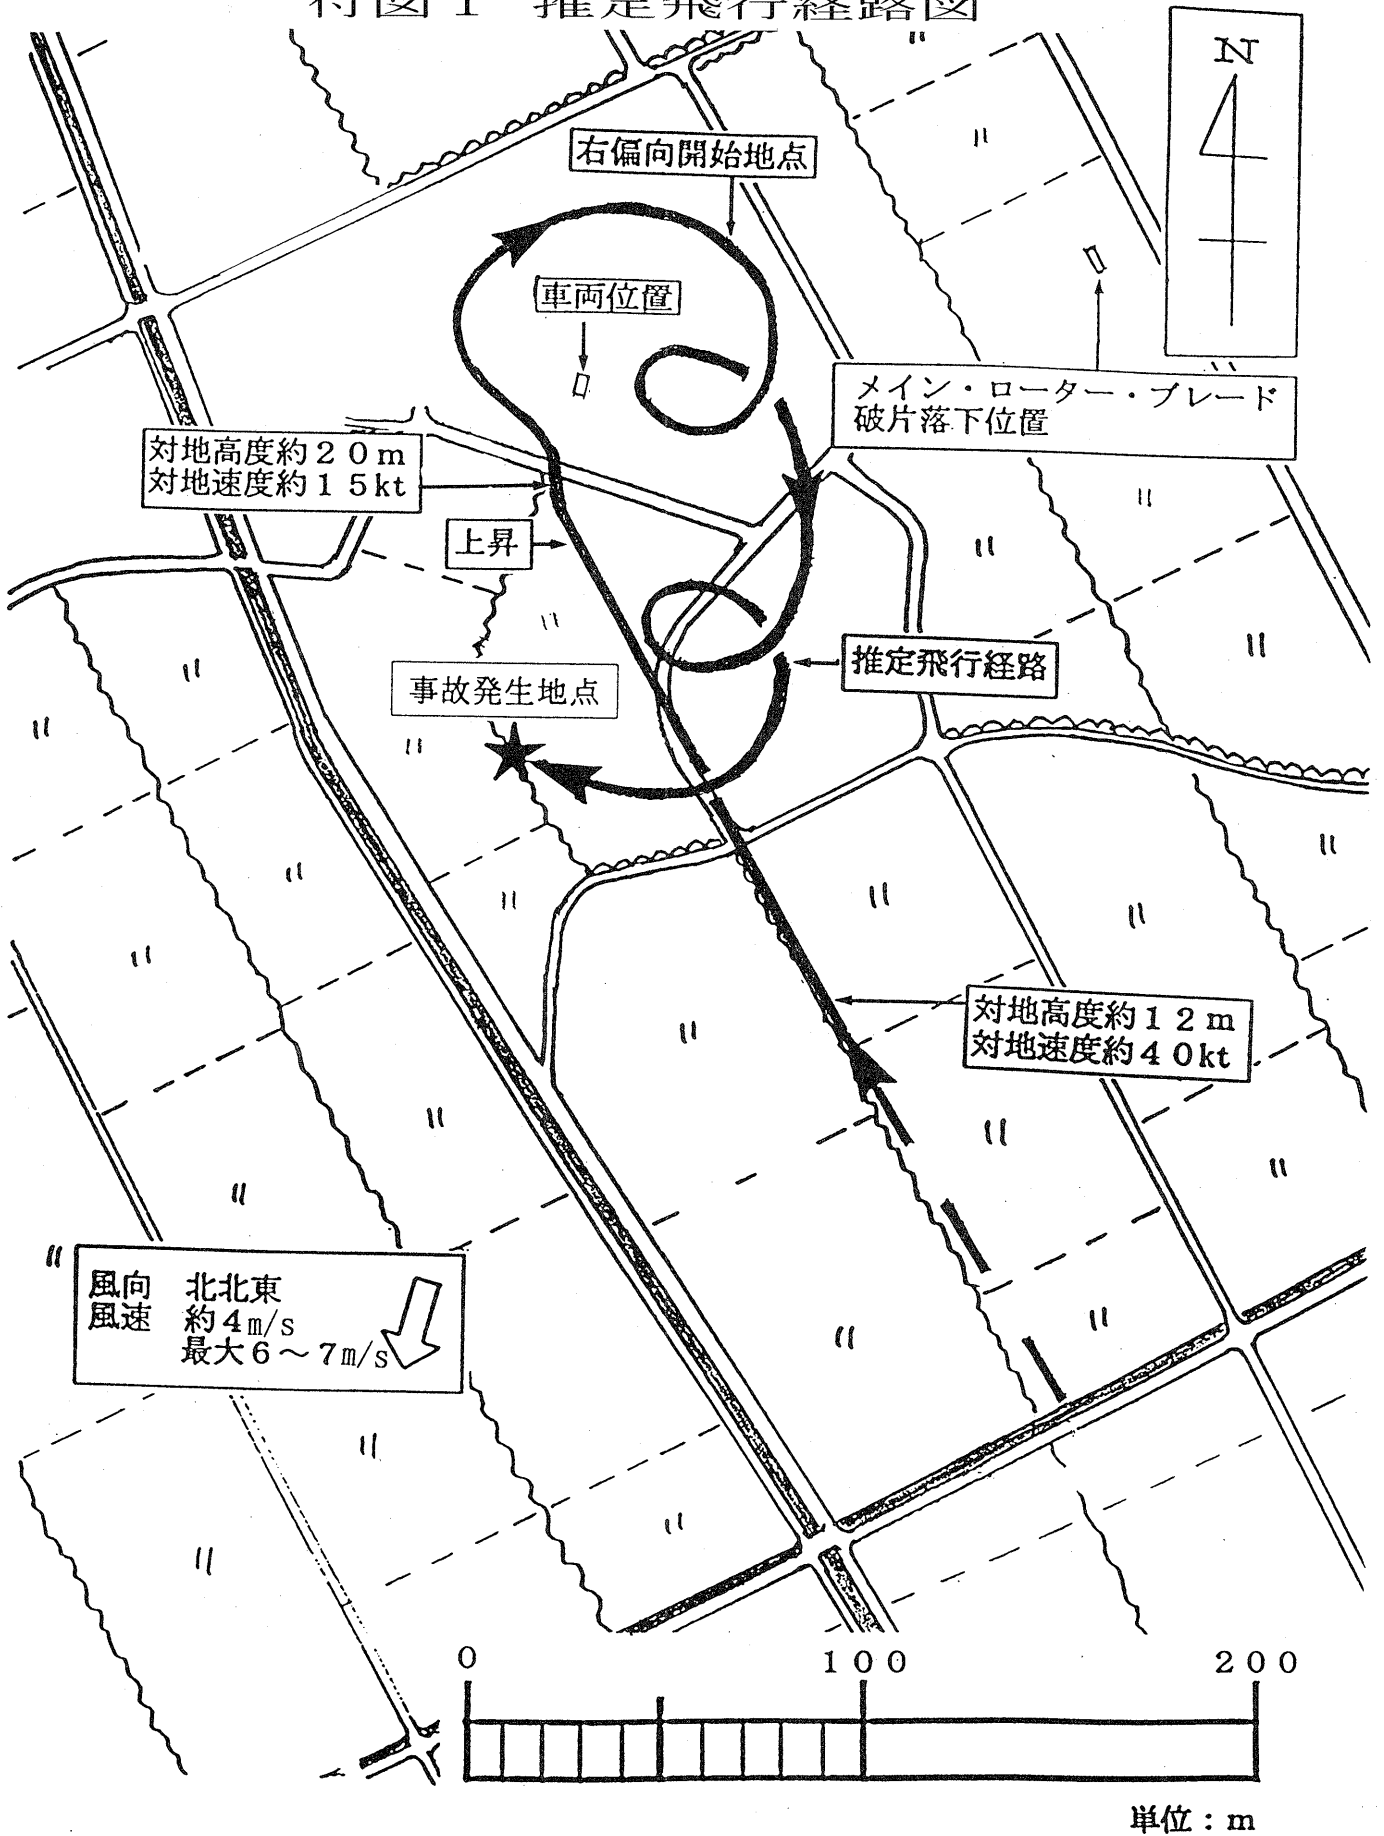 付図1 推定飛行経路図
N
右偏向開始地点
車両位置
メイン・ローター・ブレード
破片落下位置
対地高度約20m
対地速度約15kt
上昇
推定飛行経路
事故発生地点
対地高度約12m
対地速度約40kt
風向 北北東
風速 約4m/s
最大6～7m/s
0 100 200
単位：m